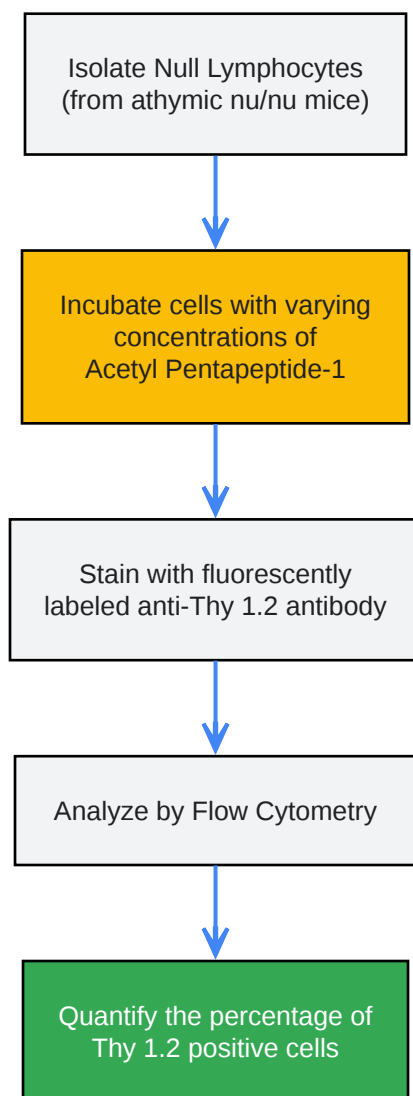 Isolate Null Lymphocytes
(from athymic nu/nu mice)
Incubate cells with varying
concentrations of
Acetyl Pentapeptide-1
Stain with fluorescently
labeled anti-Thy 1.2 antibody
Analyze by Flow Cytometry
Quantify the percentage of
Thy 1.2 positive cells